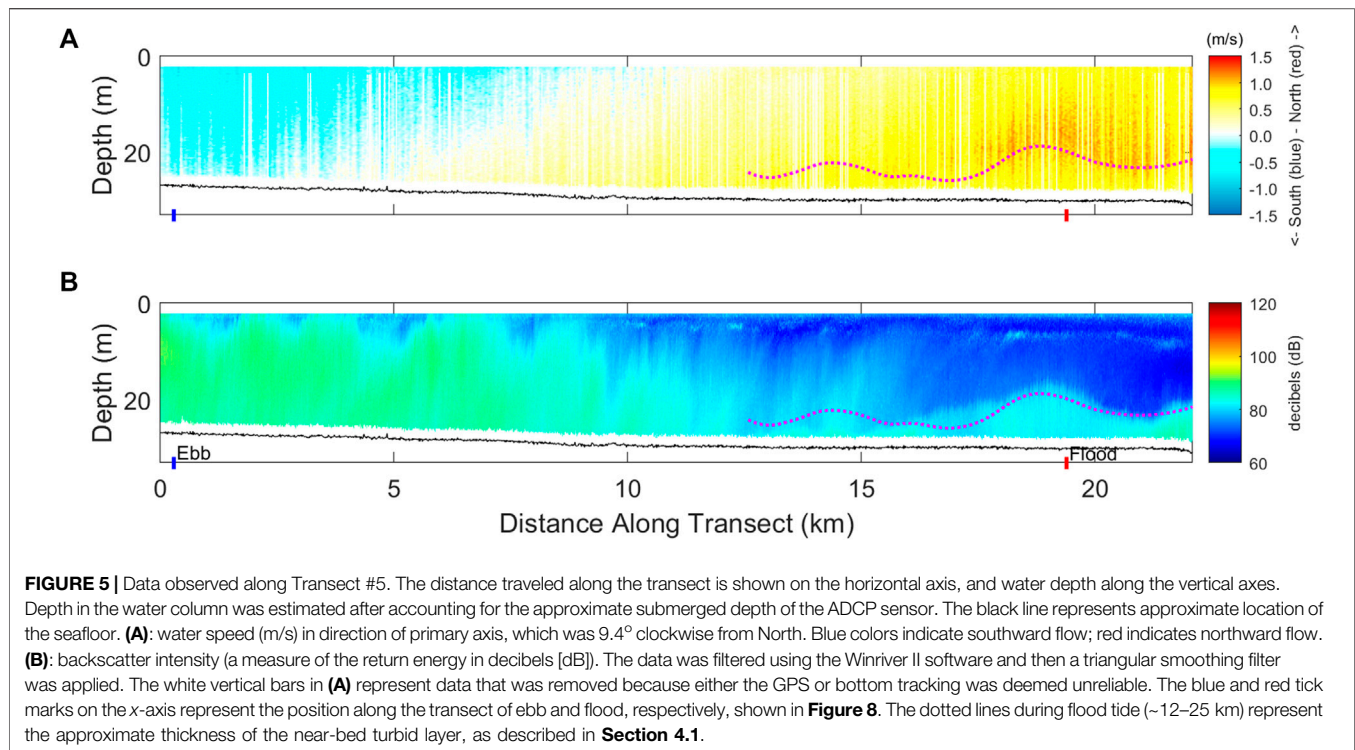 A
(m/s)
0
20
Depth (m)
0
5
10
15
20
1.5
1.0
0.5
0.0
-0.5
-1.0
-1.5
<- South (blue) - North (red) ->
B
0
20
Depth (m)
Ebb
Flood
0
5
10
15
20
Distance Along Transect (km)
120
100
80
60
decibels (dB)
FIGURE 5 | Data observed along Transect #5. The distance traveled along the transect is shown on the horizontal axis, and water depth along the vertical axes.
Depth in the water column was estimated after accounting for the approximate submerged depth of the ADCP sensor. The black line represents approximate location of
the seafloor. (A): water speed (m/s) in direction of primary axis, which was 9.4° clockwise from North. Blue colors indicate southward flow; red indicates northward flow.
(B): backscatter intensity (a measure of the return energy in decibels [dB]). The data was filtered using the Winriver II software and then a triangular smoothing filter
was applied. The white vertical bars in (A) represent data that was removed because either the GPS or bottom tracking was deemed unreliable. The blue and red tick
marks on the x-axis represent the position along the transect of ebb and flood, respectively, shown in Figure 8. The dotted lines during flood tide (~12–25 km) represent
the approximate thickness of the near-bed turbid layer, as described in Section 4.1.